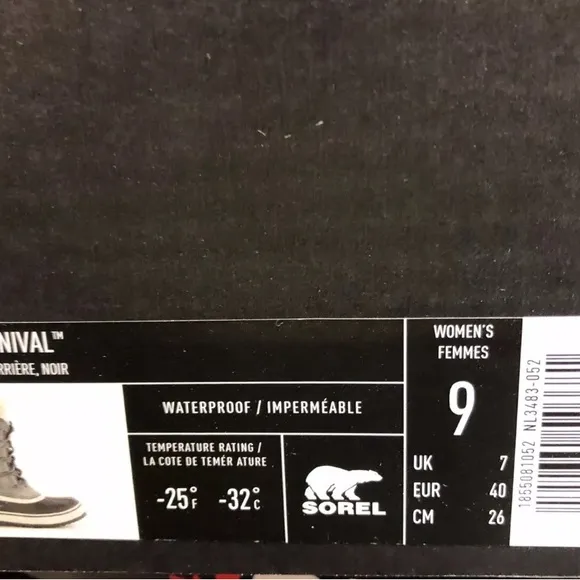 NIVAL™
RRIÈRE, NOIR
WATERPROOF / IMPERMÉABLE
TEMPERATURE RATING /
LA COTE DE TEMÉR ATURE
-25°F -32°C
SOREL
WOMEN'S
FEMMES
9
UK 7
EUR 40
CM 26
1855081052 NL3483-052